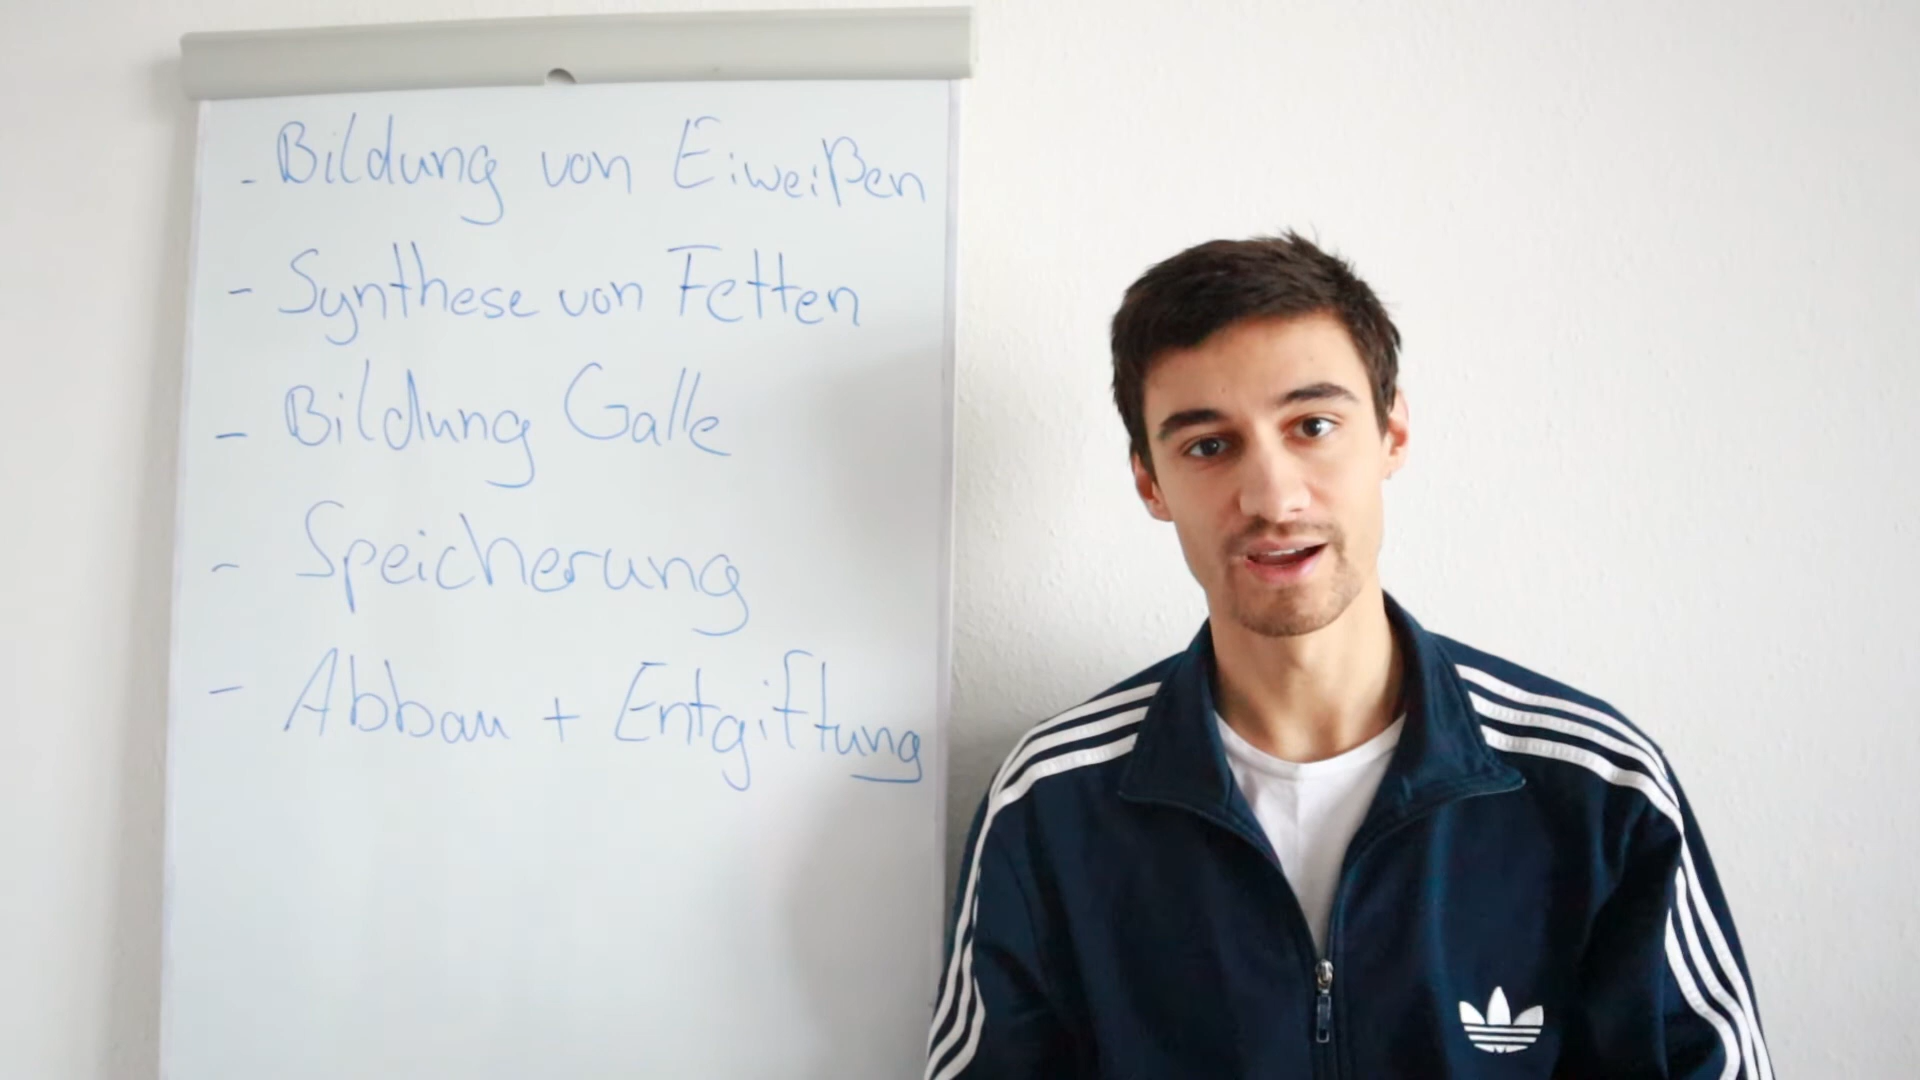 - Bildung von Eiweißen
- Synthese von Fetten
- Bildung Galle
- Speicherung
- Abbau + Entgiftung